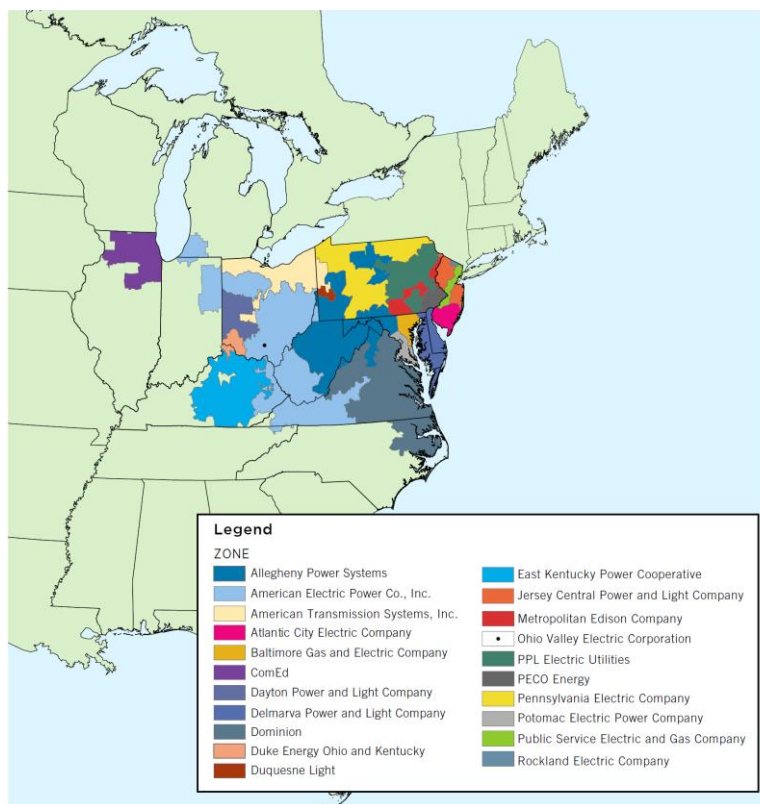 Legend
ZONE
Allegheny Power Systems
American Electric Power Co., Inc.
American Transmission Systems, Inc.
Atlantic City Electric Company
Baltimore Gas and Electric Company
ComEd
Dayton Power and Light Company
Delmarva Power and Light Company
Dominion
Duke Energy Ohio and Kentucky
Duquesne Light
East Kentucky Power Cooperative
Jersey Central Power and Light Company
Metropolitan Edison Company
Ohio Valley Electric Corporation
PPL Electric Utilities
PECO Energy
Pennsylvania Electric Company
Potomac Electric Power Company
Public Service Electric and Gas Company
Rockland Electric Company